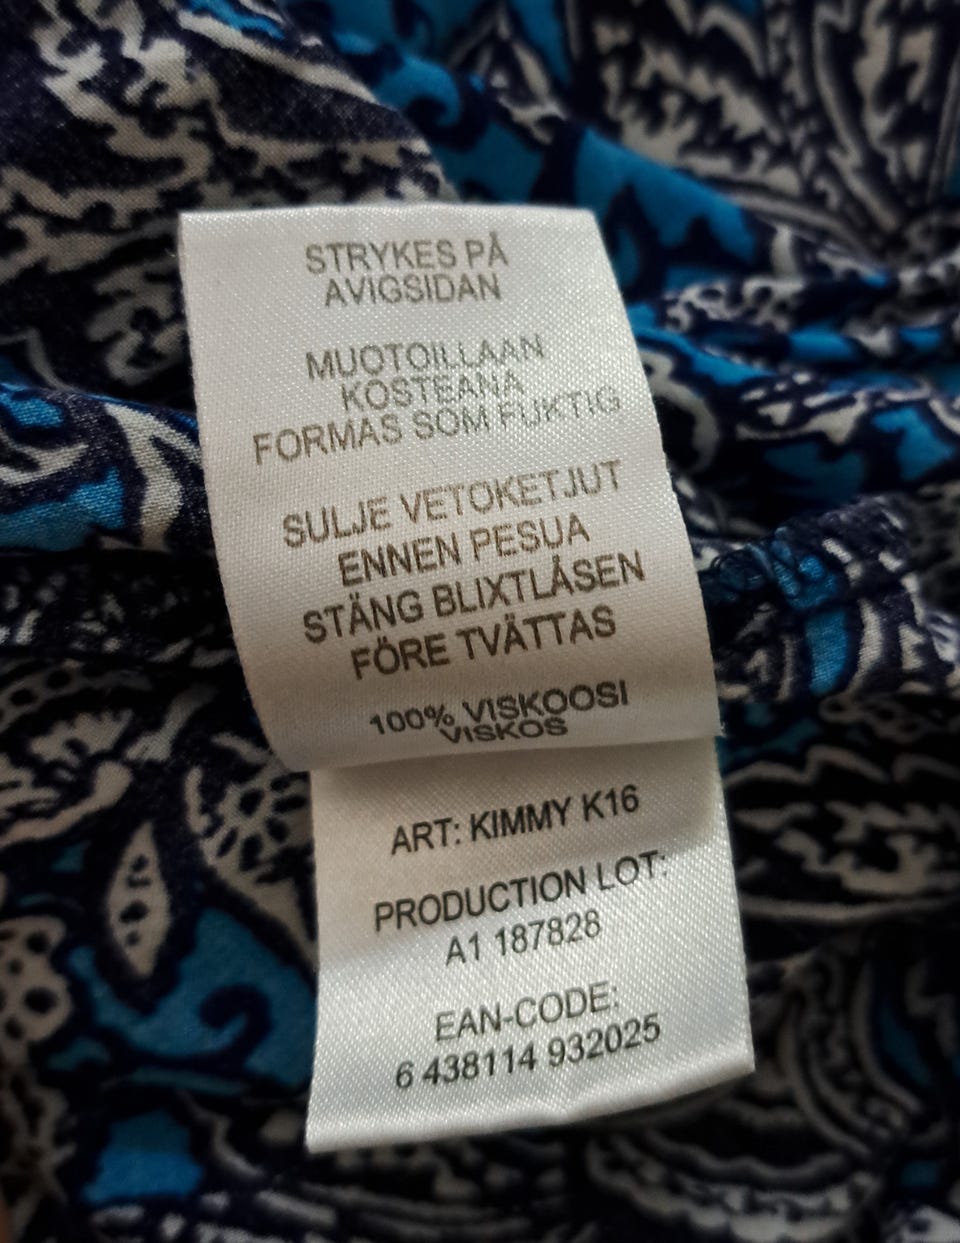 STRYKES PÅ
AVIGSIDAN
MUOTOILLAAN
KOSTEANA
FORMAS SOM FUKTIG
SULJE VETOKETJUT
ENNEN PESUA
STÄNG BLIXTLÅSEN
FÖRE TVÄTTAS
100% VISKOOSI
VISKOS
ART: KIMMY K16
PRODUCTION LOT:
A1 187828
EAN-CODE:
6 438114 932025